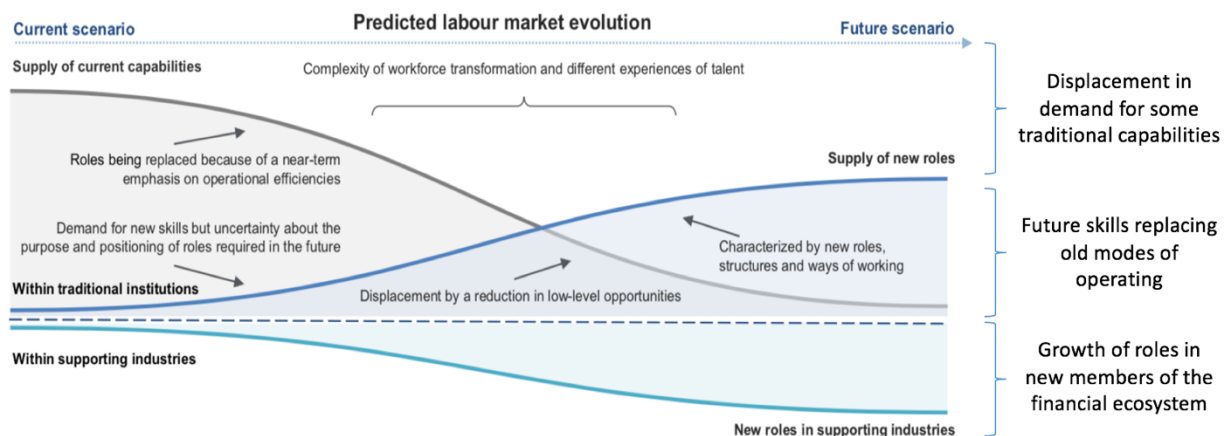 Predicted labour market evolution
Current scenario
Future scenario
Supply of current capabilities
Complexity of workforce transformation and different experiences of talent
Roles being replaced because of a near-term
emphasis on operational efficiencies
Supply of new roles
Demand for new skills but uncertainty about the
purpose and positioning of roles required in the future
Characterized by new roles,
structures and ways of working
Within traditional institutions
Displacement by a reduction in low-level opportunities
Within supporting industries
New roles in supporting industries
Displacement in
demand for some
traditional capabilities
Future skills replacing
old modes of
operating
Growth of roles in
new members of the
financial ecosystem